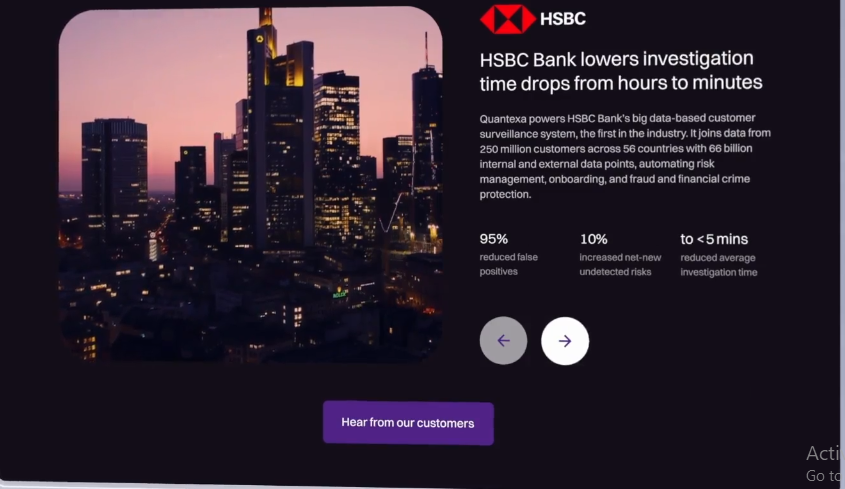 HSBC
HSBC Bank lowers investigation
time drops from hours to minutes
Quantexa powers HSBC Bank's big data-based customer
surveillance system, the first in the industry. It joins data from
250 million customers across 56 countries with 66 billion
internal and external data points, automating risk
management, onboarding, and fraud and financial crime
protection.
95%
reduced false
positives
10%
increased net-new
undetected risks
to <5 mins
reduced average
investigation time
Hear from our customers
Acti
Go to